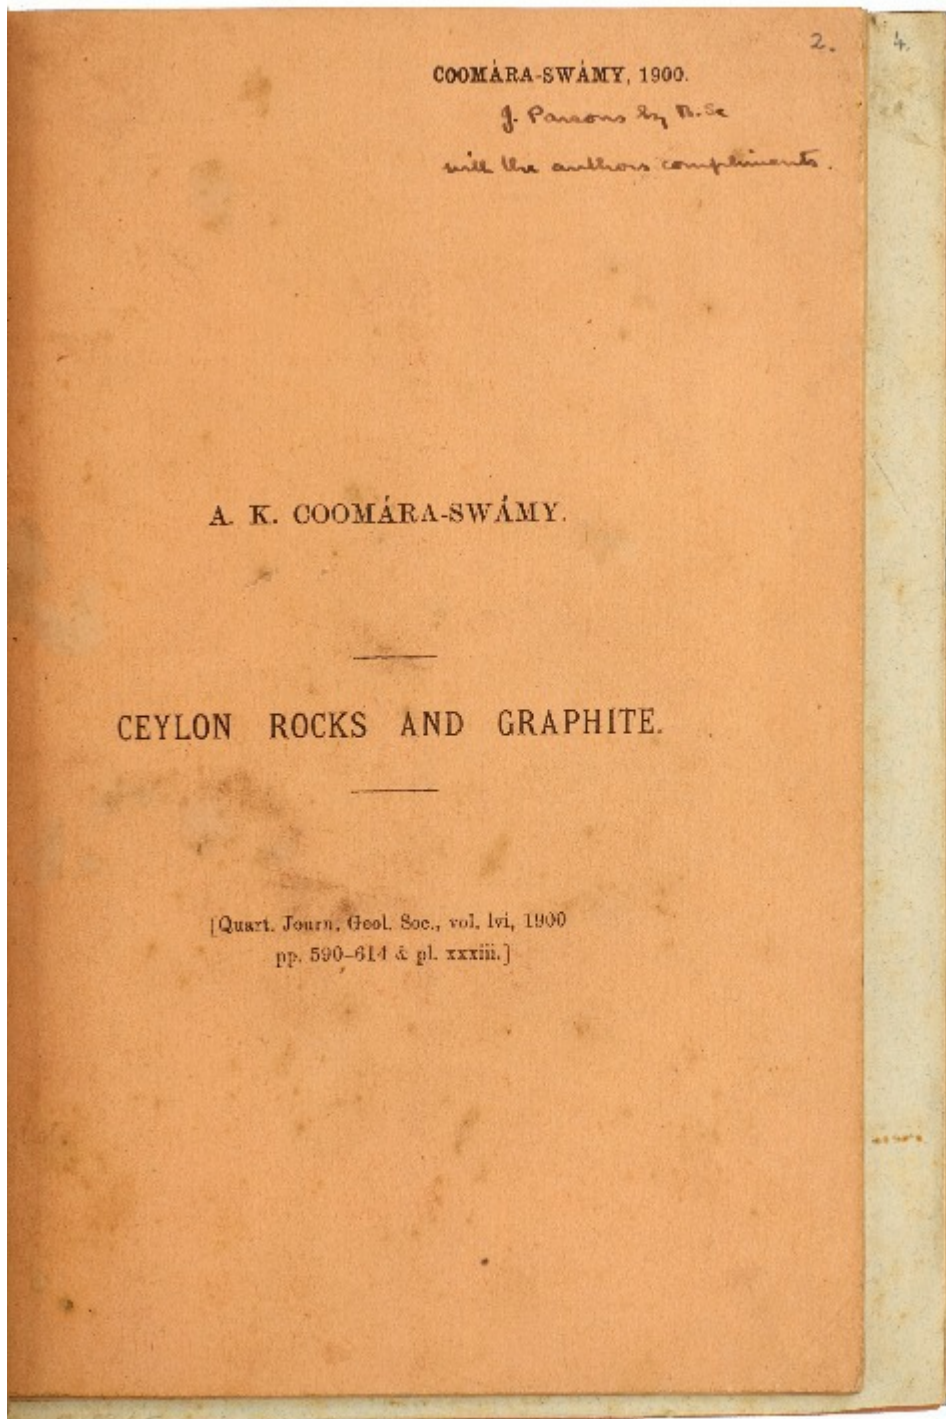 2.
4.
COOMÁRA-SWÁMY, 1900.
J. Parsons Esq B.Sc
with the authors compliments.
A. K. COOMÁRA-SWÁMY.
CEYLON ROCKS AND GRAPHITE.
[Quart. Journ. Geol. Soc., vol. lvi, 1900
pp. 590–614 & pl. xxxiii.]